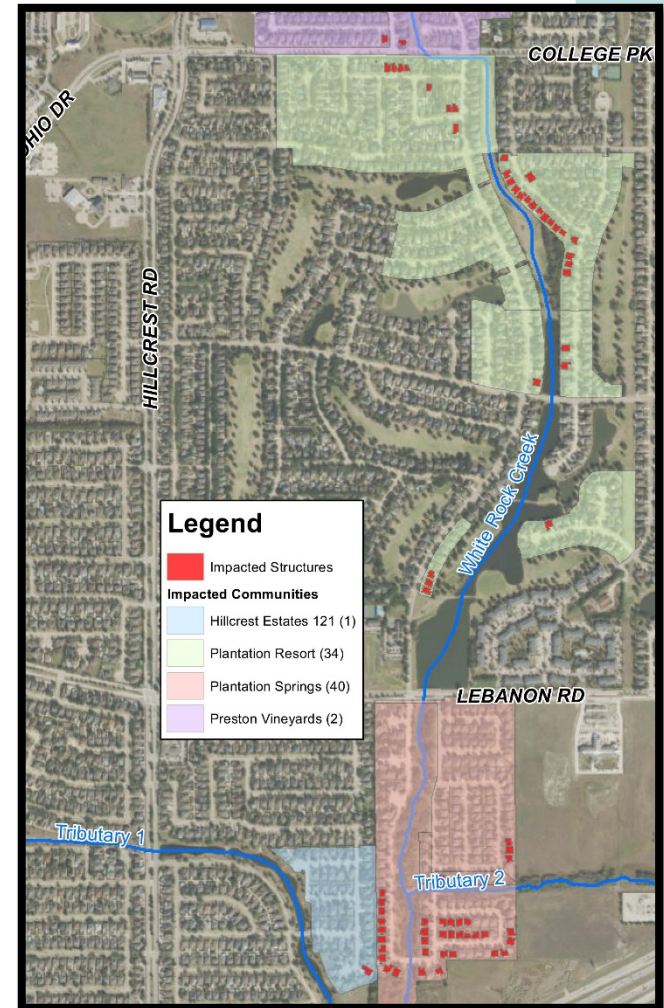 COLLEGE PK
OHIO DR
HILLCREST RD
White Rock Creek
Legend
Impacted Structures
Impacted Communities
Hillcrest Estates 121 (1)
Plantation Resort (34)
Plantation Springs (40)
Preston Vineyards (2)
LEBANON RD
Tributary 1
Tributary 2